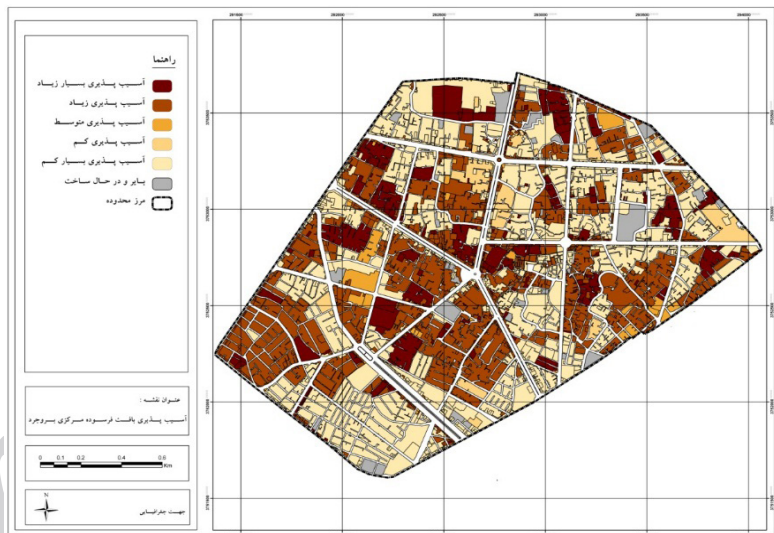 راهنما
آسیب پذیری بسیار زیاد
آسیب پذیری زیاد
آسیب پذیری متوسط
آسیب پذیری کم
آسیب پذیری بسیار کم
بایر و در حال ساخت
مرز محدوده
عنوان نقشه :
آسیب پذیری بافت فرسوده مرکزی بروجرد
0 0.1 0.2 0.4 0.6
Km
N
جهت جغرافیایی